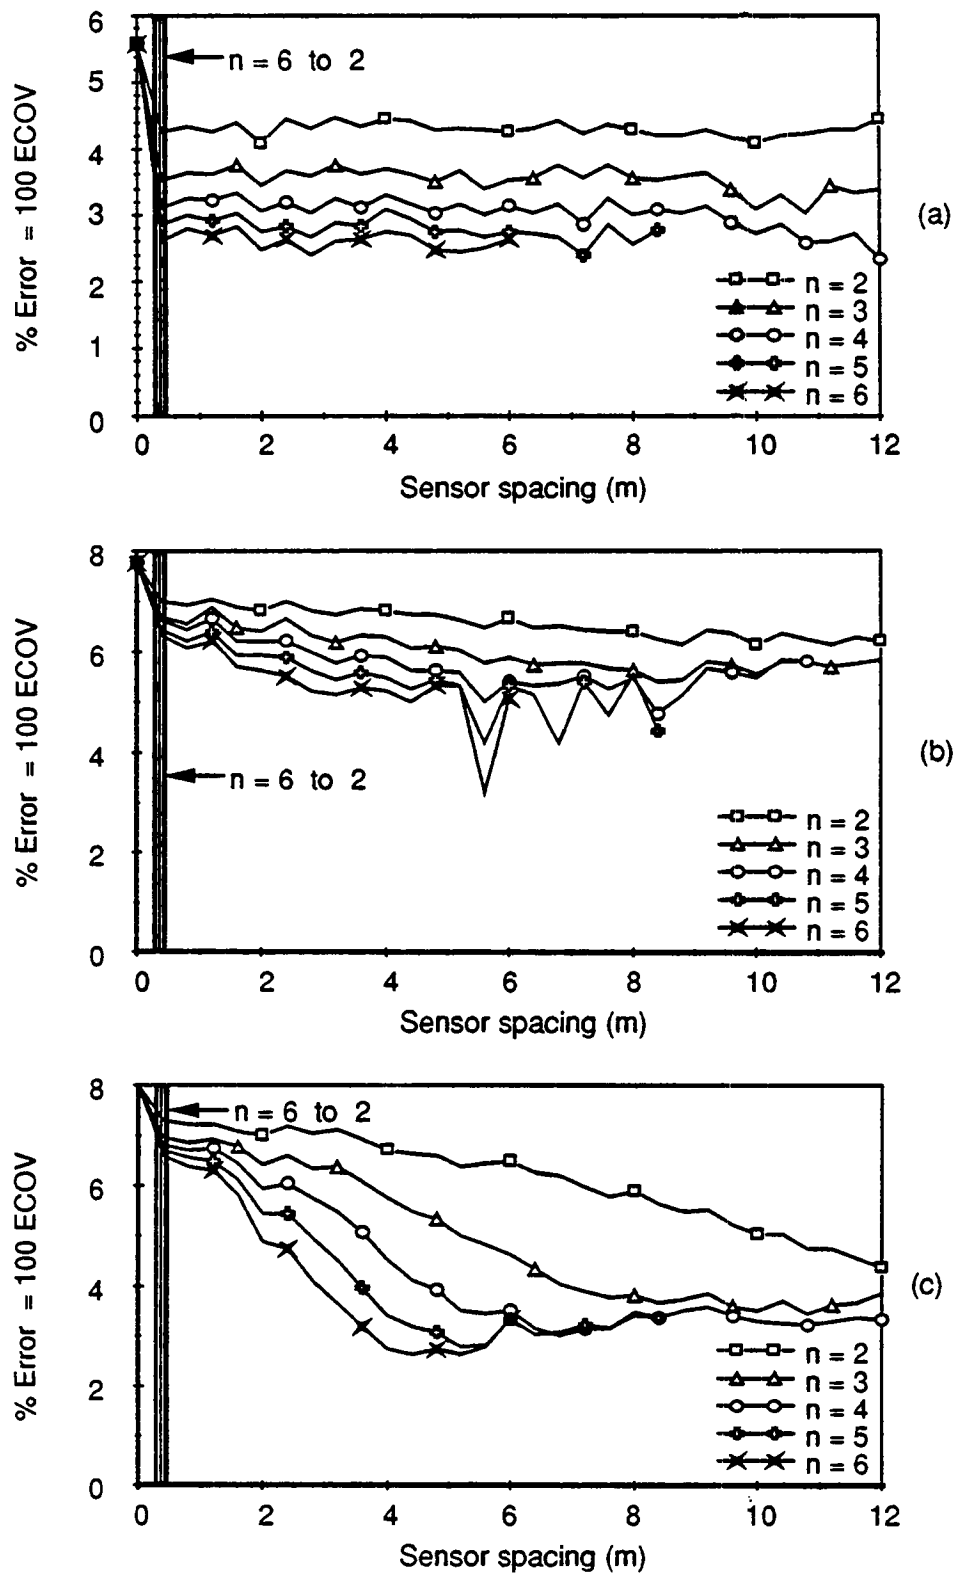 6
5
4
3
2
1
0
% Error = 100 ECOV
n = 6 to 2
(a)
n = 2
n = 3
n = 4
n = 5
n = 6
0 2 4 6 8 10 12
Sensor spacing (m)
8
6
4
2
0
% Error = 100 ECOV
n = 6 to 2
(b)
n = 2
n = 3
n = 4
n = 5
n = 6
0 2 4 6 8 10 12
Sensor spacing (m)
8
6
4
2
0
% Error = 100 ECOV
n = 6 to 2
(c)
n = 2
n = 3
n = 4
n = 5
n = 6
0 2 4 6 8 10 12
Sensor spacing (m)